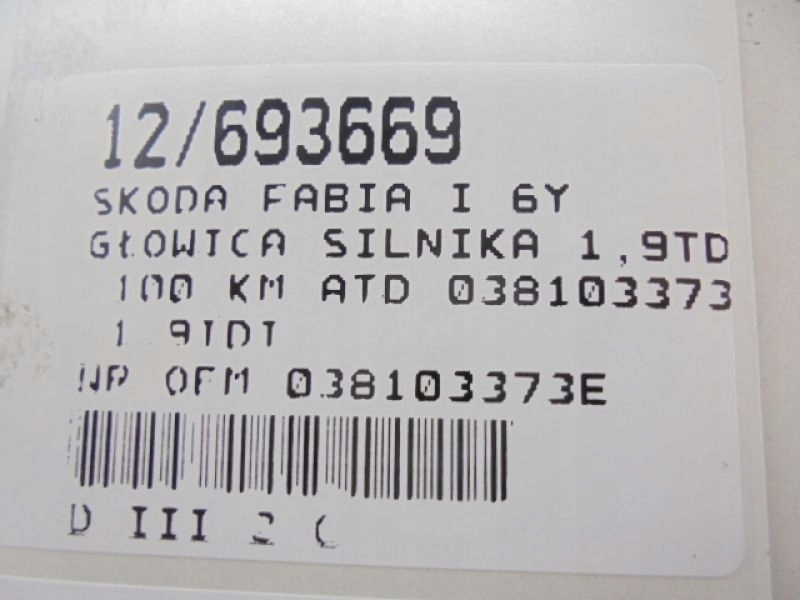 12/693669
SKODA FABIA I 6Y
GŁOWICA SILNIKA 1,9TD
100 KM ATD 038103373
1 9TDI
NR OEM 038103373E
D III 2 C